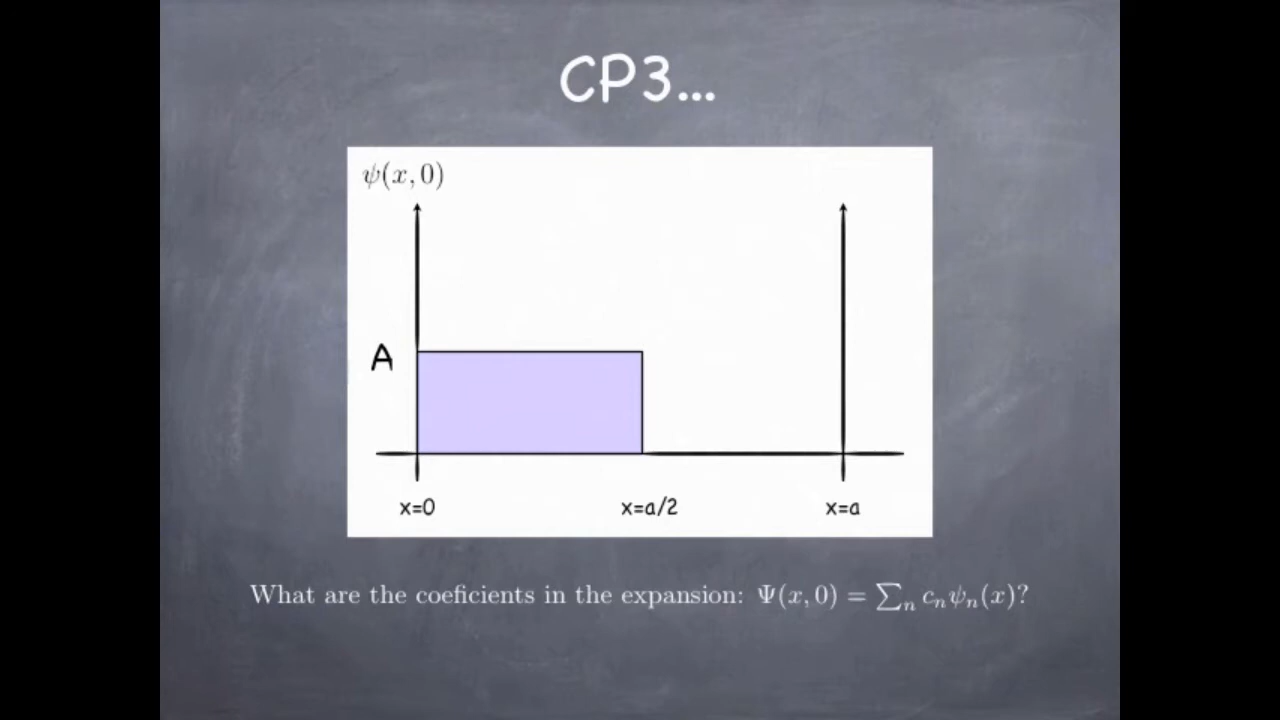 CP3...
ψ(x, 0)
A
x=0 x=a/2 x=a
What are the coeficients in the expansion: Ψ(x, 0) = ∑ₙ cₙψₙ(x)?